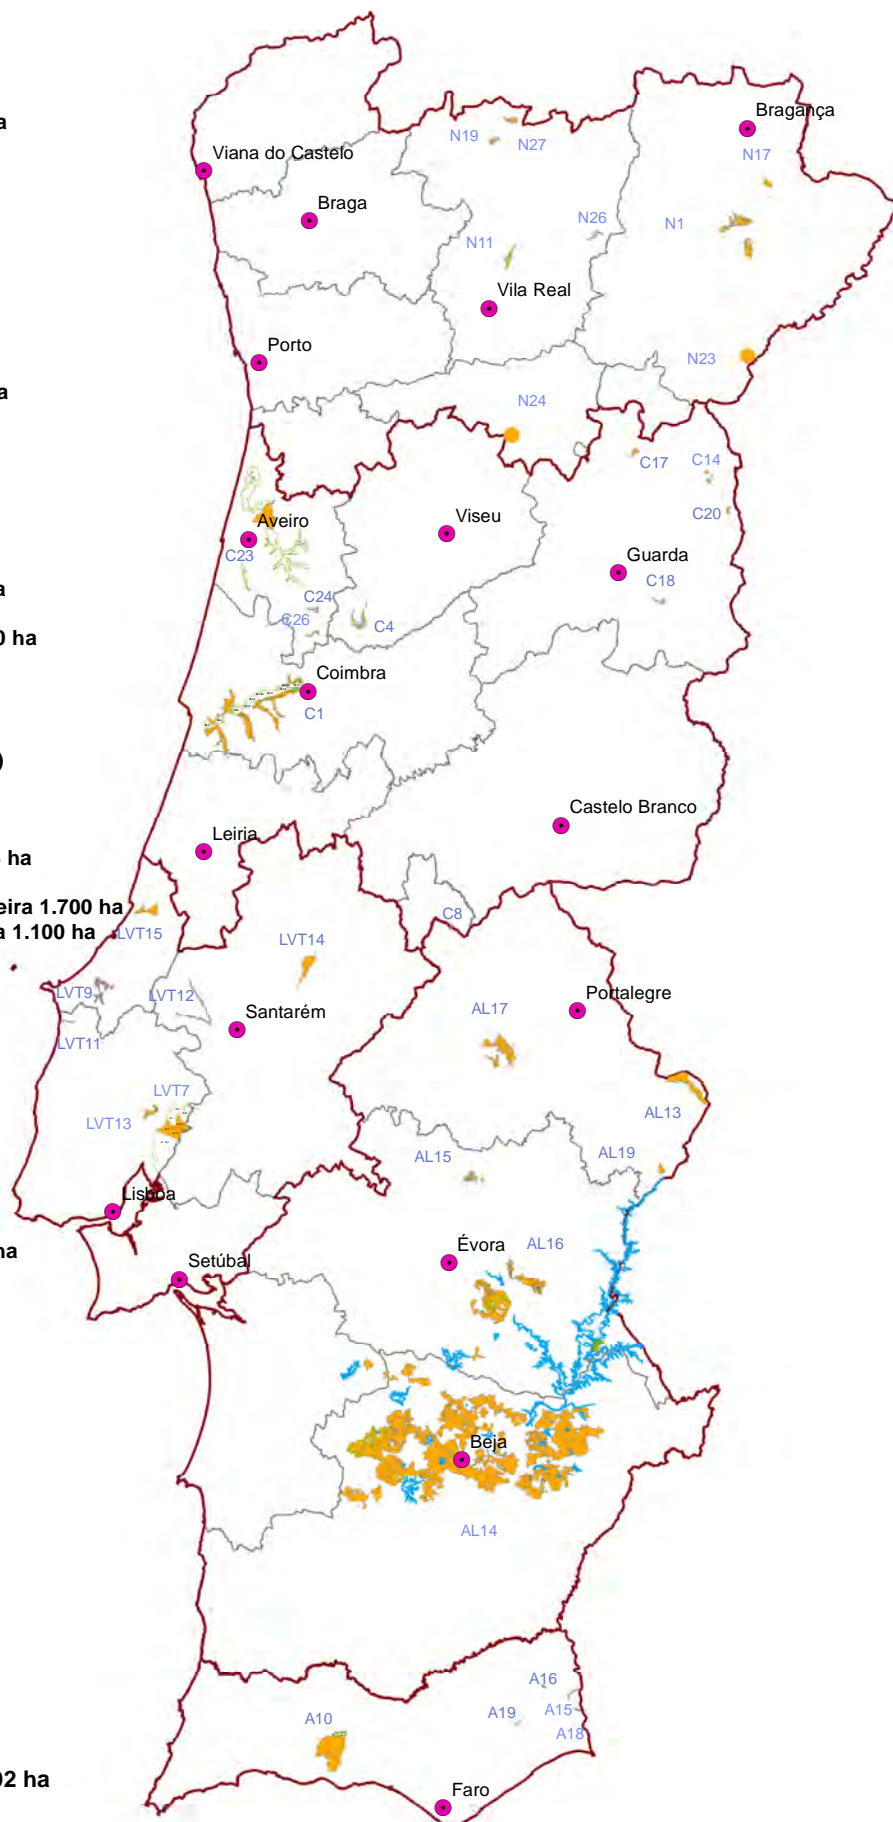 a
Bragança
N19
N27
N17
Viana do Castelo
Braga
N26
N1
N11
Vila Real
Porto
N23
a
N24
C17
C14
Viseu
C20
Aveiro
C23
Guarda
C18
a
C24
C26
C4
0 ha
Coimbra
C1
)
Castelo Branco
Leiria
ha
eira 1.700 ha
C8
a 1.100 ha
LVT15
LVT14
LVT9
LVT12
Portalegre
Santarém
AL17
LVT11
LVT7
LVT13
AL13
AL15
AL19
Lisboa
ha
AL16
Évora
Setúbal
Beja
AL14
A16
A10
A19
A15
A18
02 ha
Faro